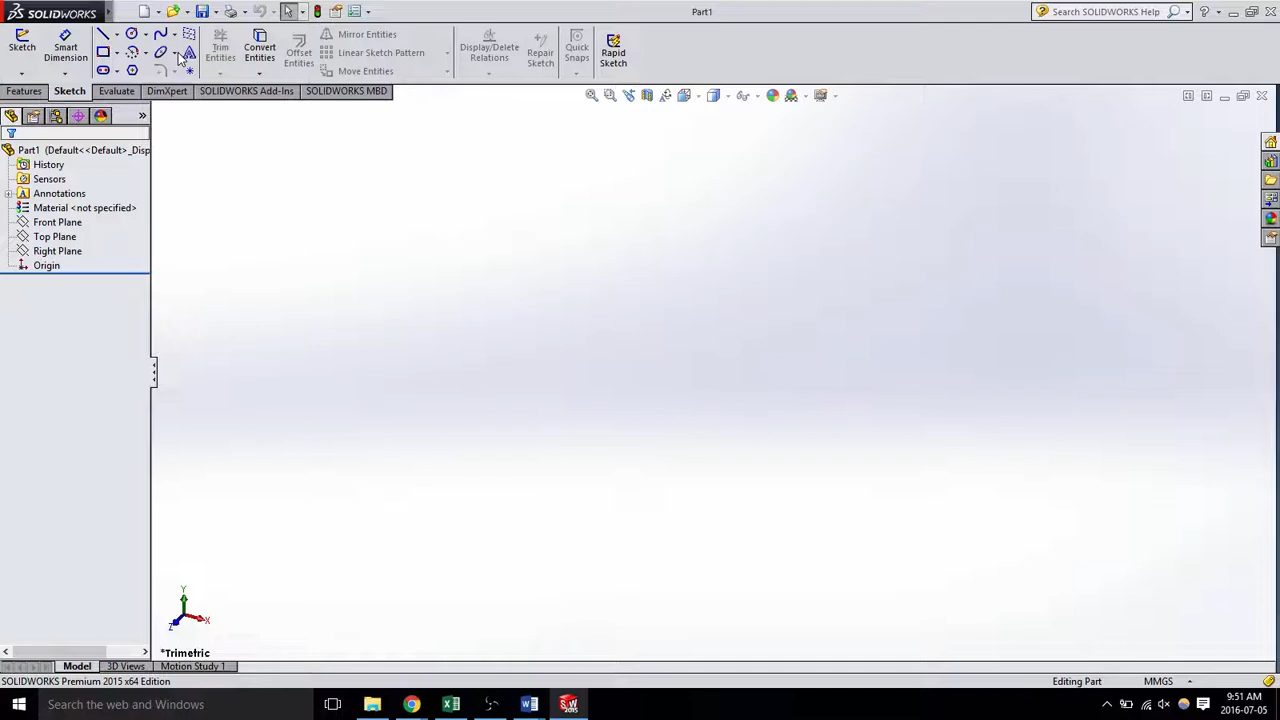 SOLIDWORKS
Part1
Search SOLIDWORKS Help
Sketch
Smart Dimension
Trim Entities
Convert Entities
Offset Entities
Mirror Entities
Linear Sketch Pattern
Move Entities
Display/Delete Relations
Repair Sketch
Quick Snaps
Rapid Sketch
Features
Sketch
Evaluate
DimXpert
SOLIDWORKS Add-Ins
SOLIDWORKS MBD
Part1 (Default<<Default>_Disp
History
Sensors
Annotations
Material <not specified>
Front Plane
Top Plane
Right Plane
Origin
Y
X
Z
*Trimetric
Model
3D Views
Motion Study 1
SOLIDWORKS Premium 2015 x64 Edition
Editing Part
MMGS
Search the web and Windows
9:51 AM
2016-07-05